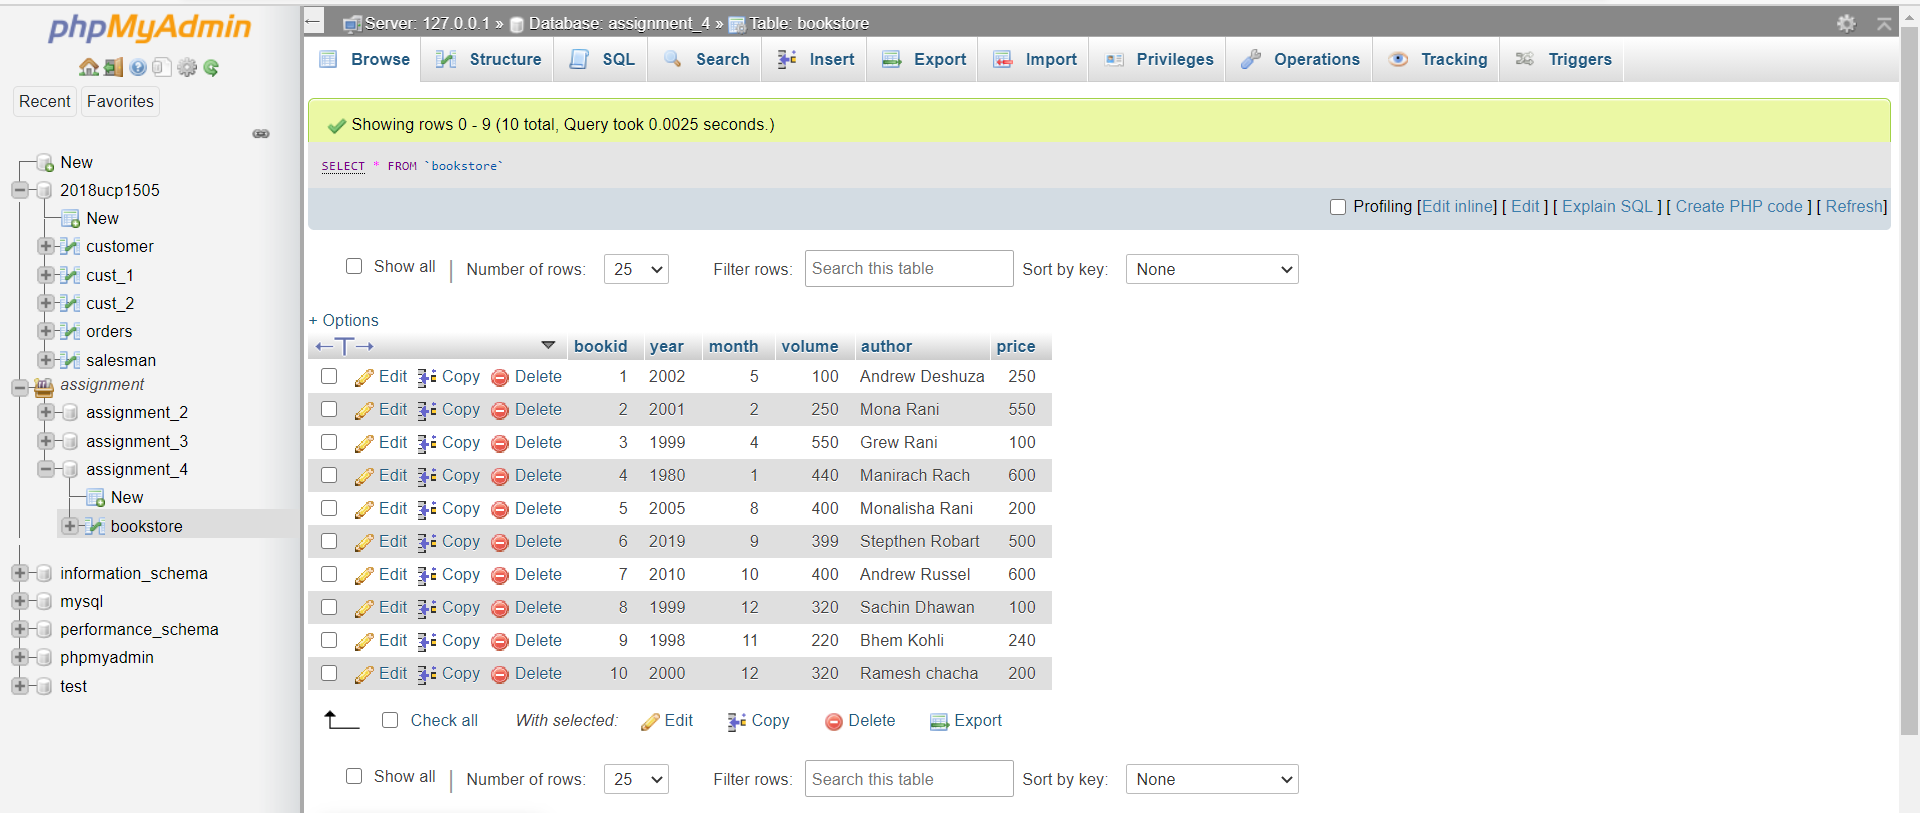 phpMyAdmin
Recent Favorites
New
2018ucp1505
New
customer
cust_1
cust_2
orders
salesman
assignment
assignment_2
assignment_3
assignment_4
New
bookstore
information_schema
mysql
performance_schema
phpmyadmin
test
Server: 127.0.0.1 » Database: assignment_4 » Table: bookstore
Browse Structure SQL Search Insert Export Import Privileges Operations Tracking Triggers
Showing rows 0 - 9 (10 total, Query took 0.0025 seconds.)
SELECT * FROM `bookstore`
Profiling [Edit inline] [ Edit ] [ Explain SQL ] [ Create PHP code ] [ Refresh]
Show all | Number of rows: 25 Filter rows: Search this table Sort by key: None
+ Options
←T→ bookid year month volume author price
Edit Copy Delete 1 2002 5 100 Andrew Deshuza 250
Edit Copy Delete 2 2001 2 250 Mona Rani 550
Edit Copy Delete 3 1999 4 550 Grew Rani 100
Edit Copy Delete 4 1980 1 440 Manirach Rach 600
Edit Copy Delete 5 2005 8 400 Monalisha Rani 200
Edit Copy Delete 6 2019 9 399 Stepthen Robart 500
Edit Copy Delete 7 2010 10 400 Andrew Russel 600
Edit Copy Delete 8 1999 12 320 Sachin Dhawan 100
Edit Copy Delete 9 1998 11 220 Bhem Kohli 240
Edit Copy Delete 10 2000 12 320 Ramesh chacha 200
Check all With selected: Edit Copy Delete Export
Show all | Number of rows: 25 Filter rows: Search this table Sort by key: None